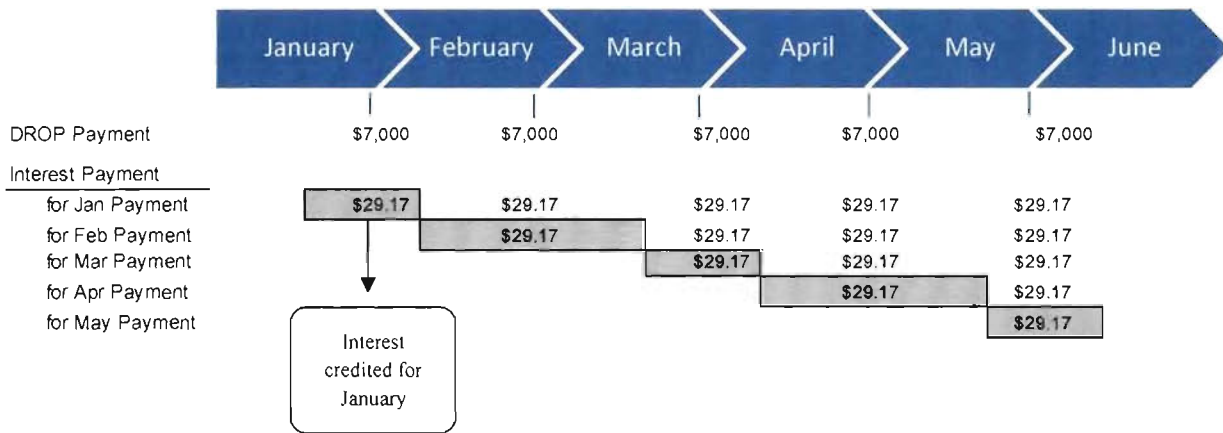 January February March April May June
DROP Payment $7,000 $7,000 $7,000 $7,000 $7,000
Interest Payment
for Jan Payment $29.17 $29.17 $29.17 $29.17 $29.17
for Feb Payment $29.17 $29.17 $29.17 $29.17
for Mar Payment $29.17 $29.17 $29.17
for Apr Payment $29.17 $29.17
for May Payment $29.17
Interest
credited for
January